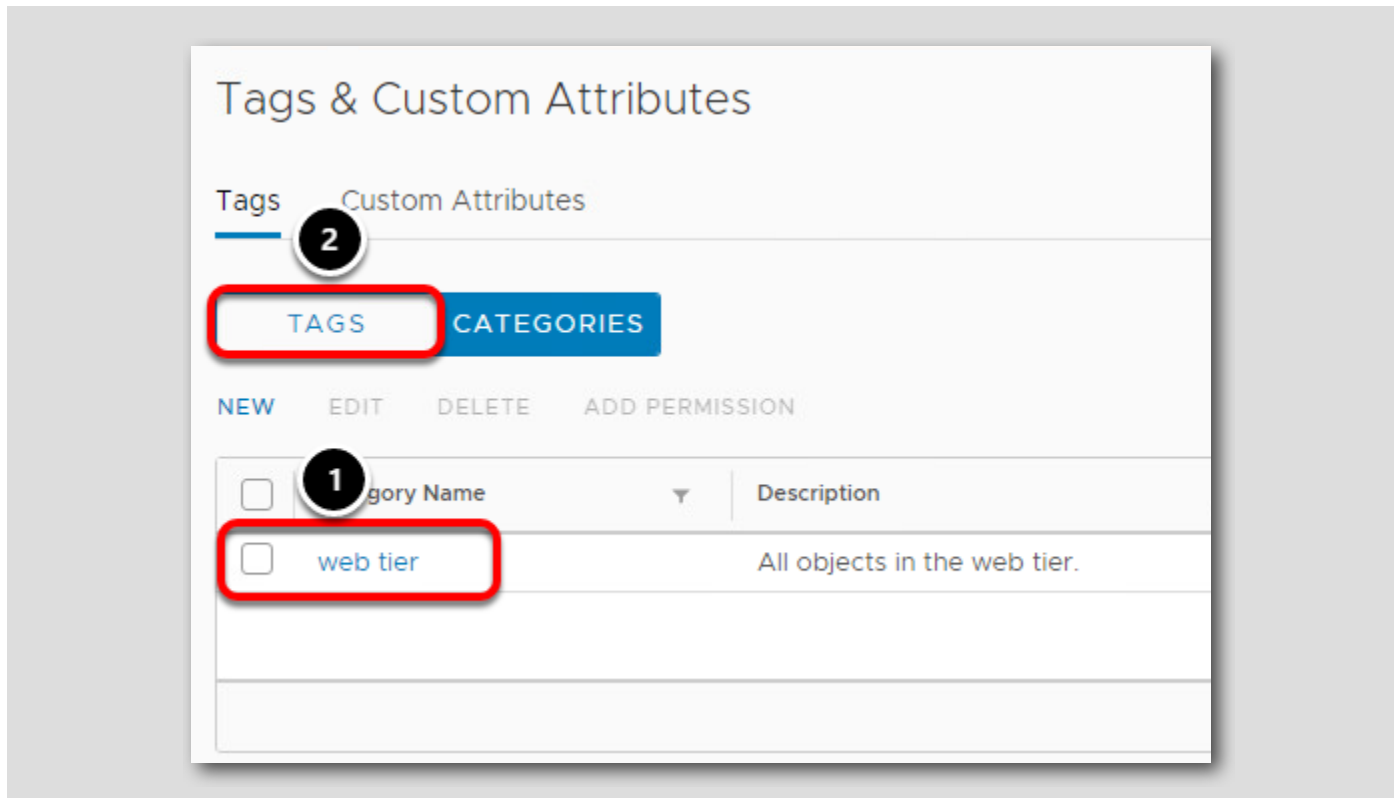 Tags & Custom Attributes
Tags Custom Attributes
2
TAGS CATEGORIES
NEW EDIT DELETE ADD PERMISSION
1
gory Name Description
web tier All objects in the web tier.